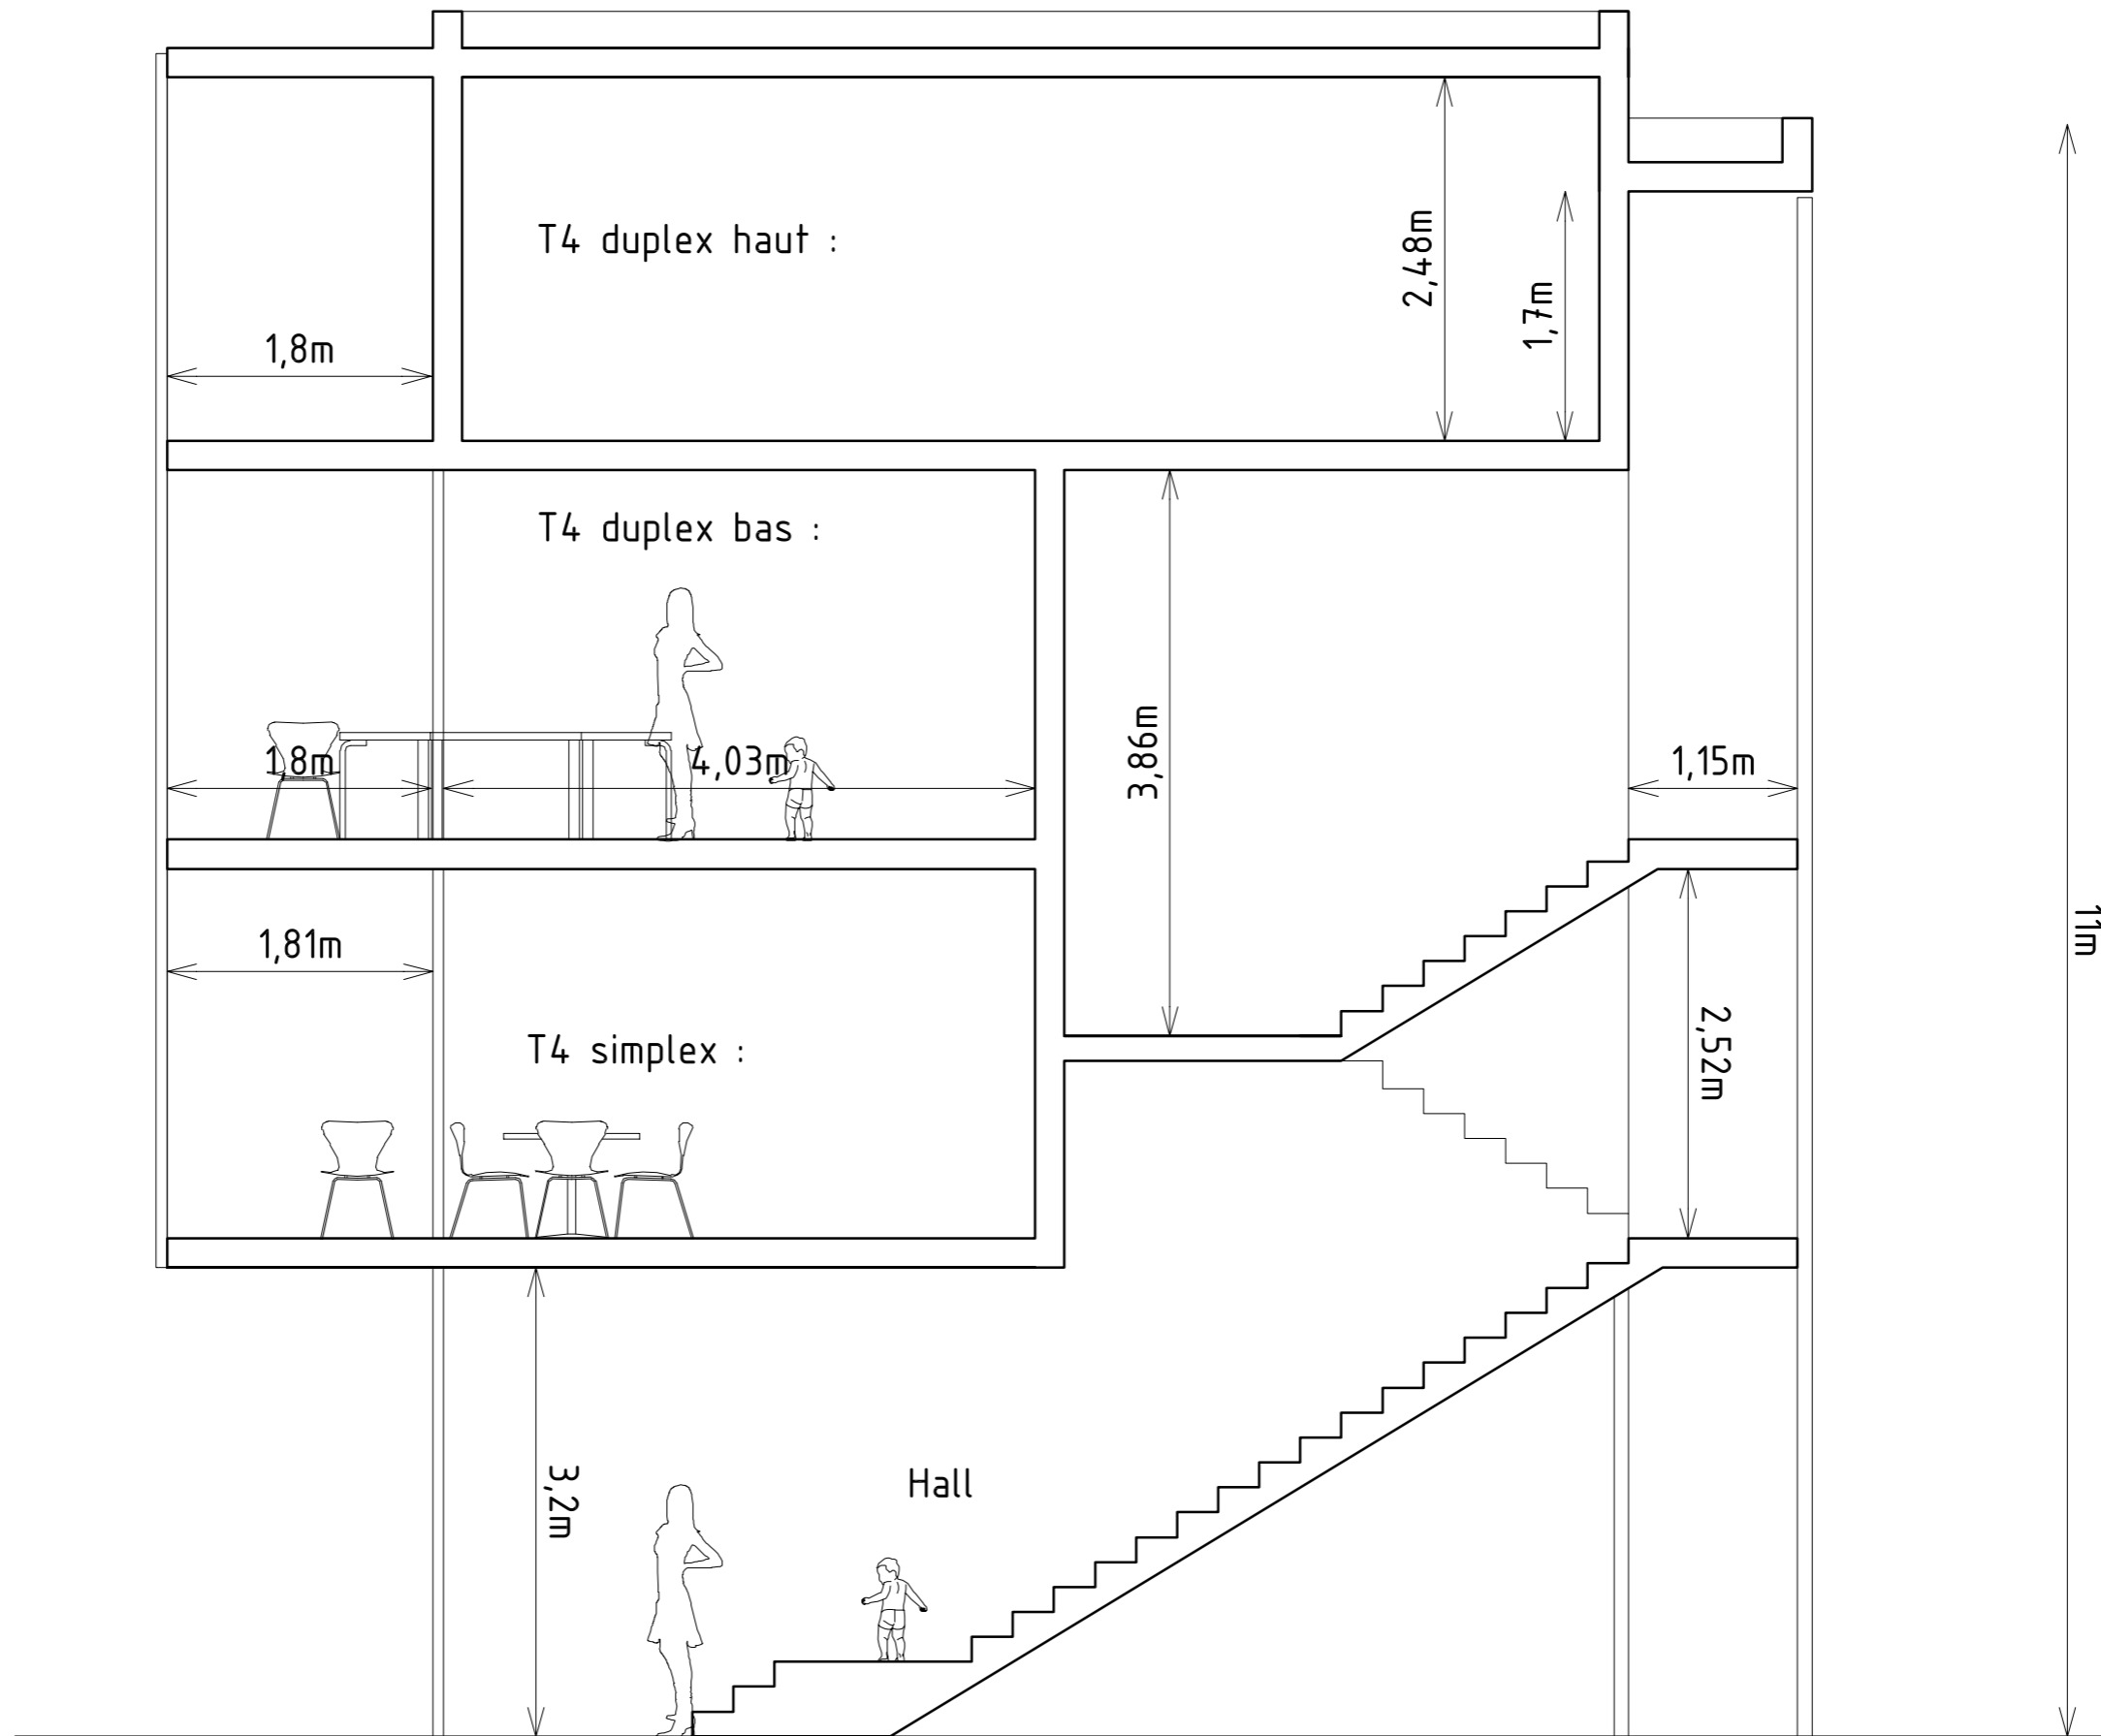 T4 duplex haut :
2,48m
1,7m
1,8m
T4 duplex bas :
3,86m
1,8m
4,03m
1,15m
11m
1,81m
T4 simplex :
2,52m
3,2m
Hall